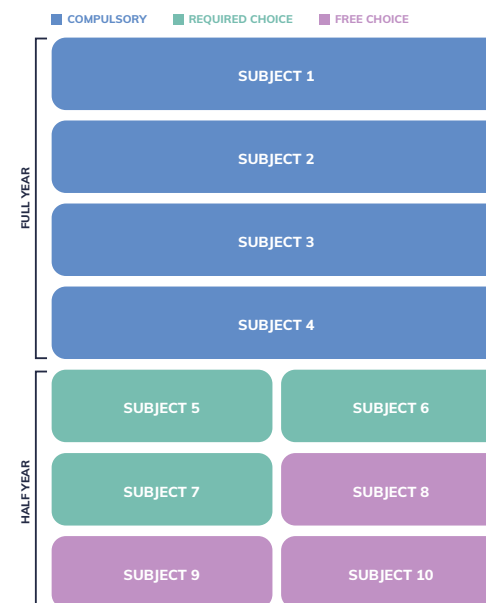 COMPULSORY REQUIRED CHOICE FREE CHOICE
FULL YEAR
SUBJECT 1
SUBJECT 2
SUBJECT 3
SUBJECT 4
HALF YEAR
SUBJECT 5 SUBJECT 6
SUBJECT 7 SUBJECT 8
SUBJECT 9 SUBJECT 10